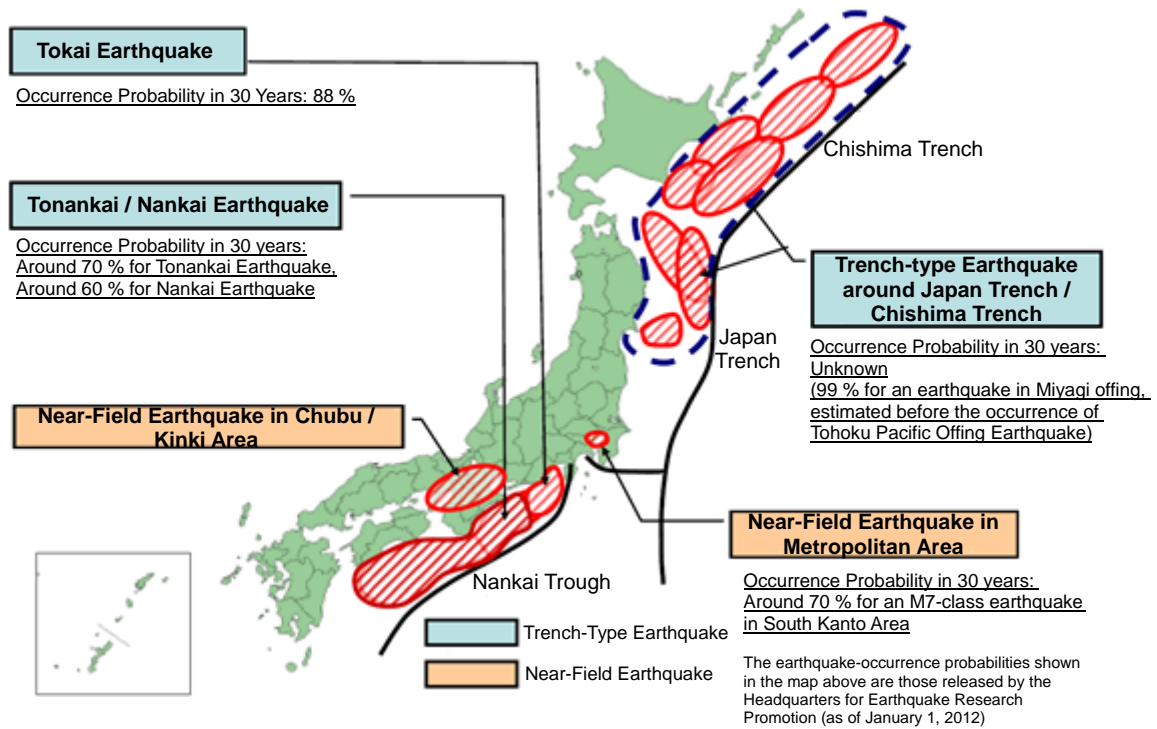 Tokai Earthquake
Occurrence Probability in 30 Years: 88 %
Tonankai / Nankai Earthquake
Occurrence Probability in 30 years:
Around 70 % for Tonankai Earthquake,
Around 60 % for Nankai Earthquake
Near-Field Earthquake in Chubu /
Kinki Area
Chishima Trench
Trench-type Earthquake
around Japan Trench /
Chishima Trench
Occurrence Probability in 30 years:
Unknown
(99 % for an earthquake in Miyagi offing,
estimated before the occurrence of
Tohoku Pacific Offing Earthquake)
Japan
Trench
Near-Field Earthquake in
Metropolitan Area
Occurrence Probability in 30 years:
Around 70 % for an M7-class earthquake
in South Kanto Area
Nankai Trough
Trench-Type Earthquake
Near-Field Earthquake
The earthquake-occurrence probabilities shown
in the map above are those released by the
Headquarters for Earthquake Research
Promotion (as of January 1, 2012)